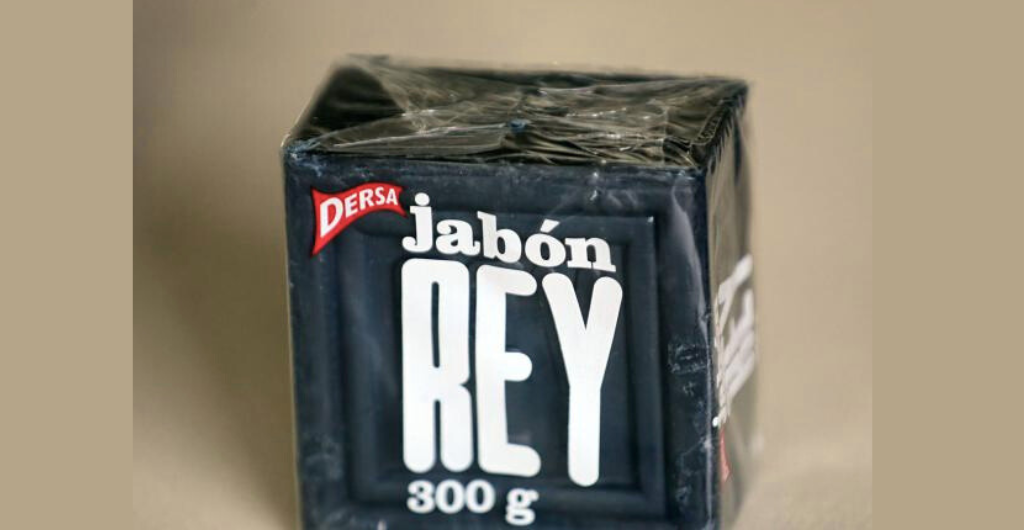 DERSA
jabón
REY
300 g